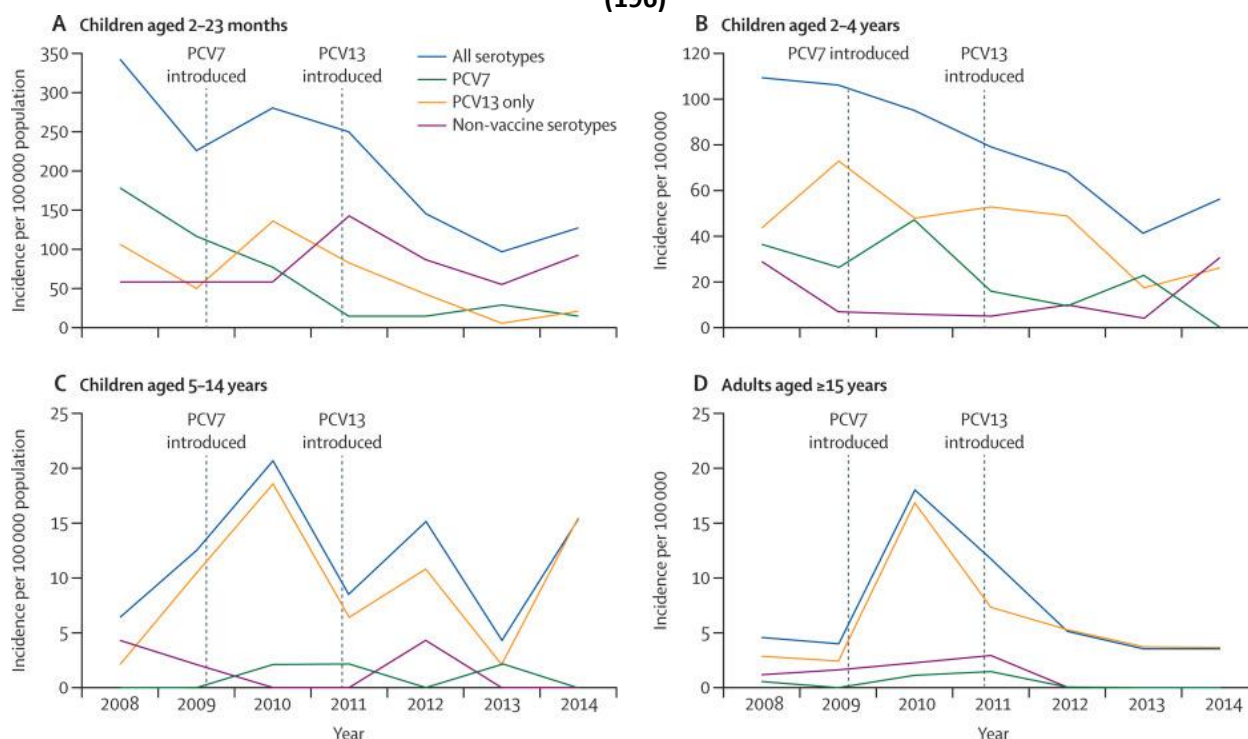 (196)
A Children aged 2–23 months
350
300
250
200
150
100
50
0
Incidence per 100 000 population
PCV7
introduced
PCV13
introduced
All serotypes
PCV7
PCV13 only
Non-vaccine serotypes
B Children aged 2–4 years
120
100
80
60
40
20
0
Incidence per 100 000
PCV7 introduced
PCV13
introduced
C Children aged 5–14 years
25
20
15
10
5
0
Incidence per 100 000 population
PCV7
introduced
PCV13
introduced
2008 2009 2010 2011 2012 2013 2014
Year
D Adults aged ≥15 years
25
20
15
10
5
0
Incidence per 100 000
PCV7
introduced
PCV13
introduced
2008 2009 2010 2011 2012 2013 2014
Year